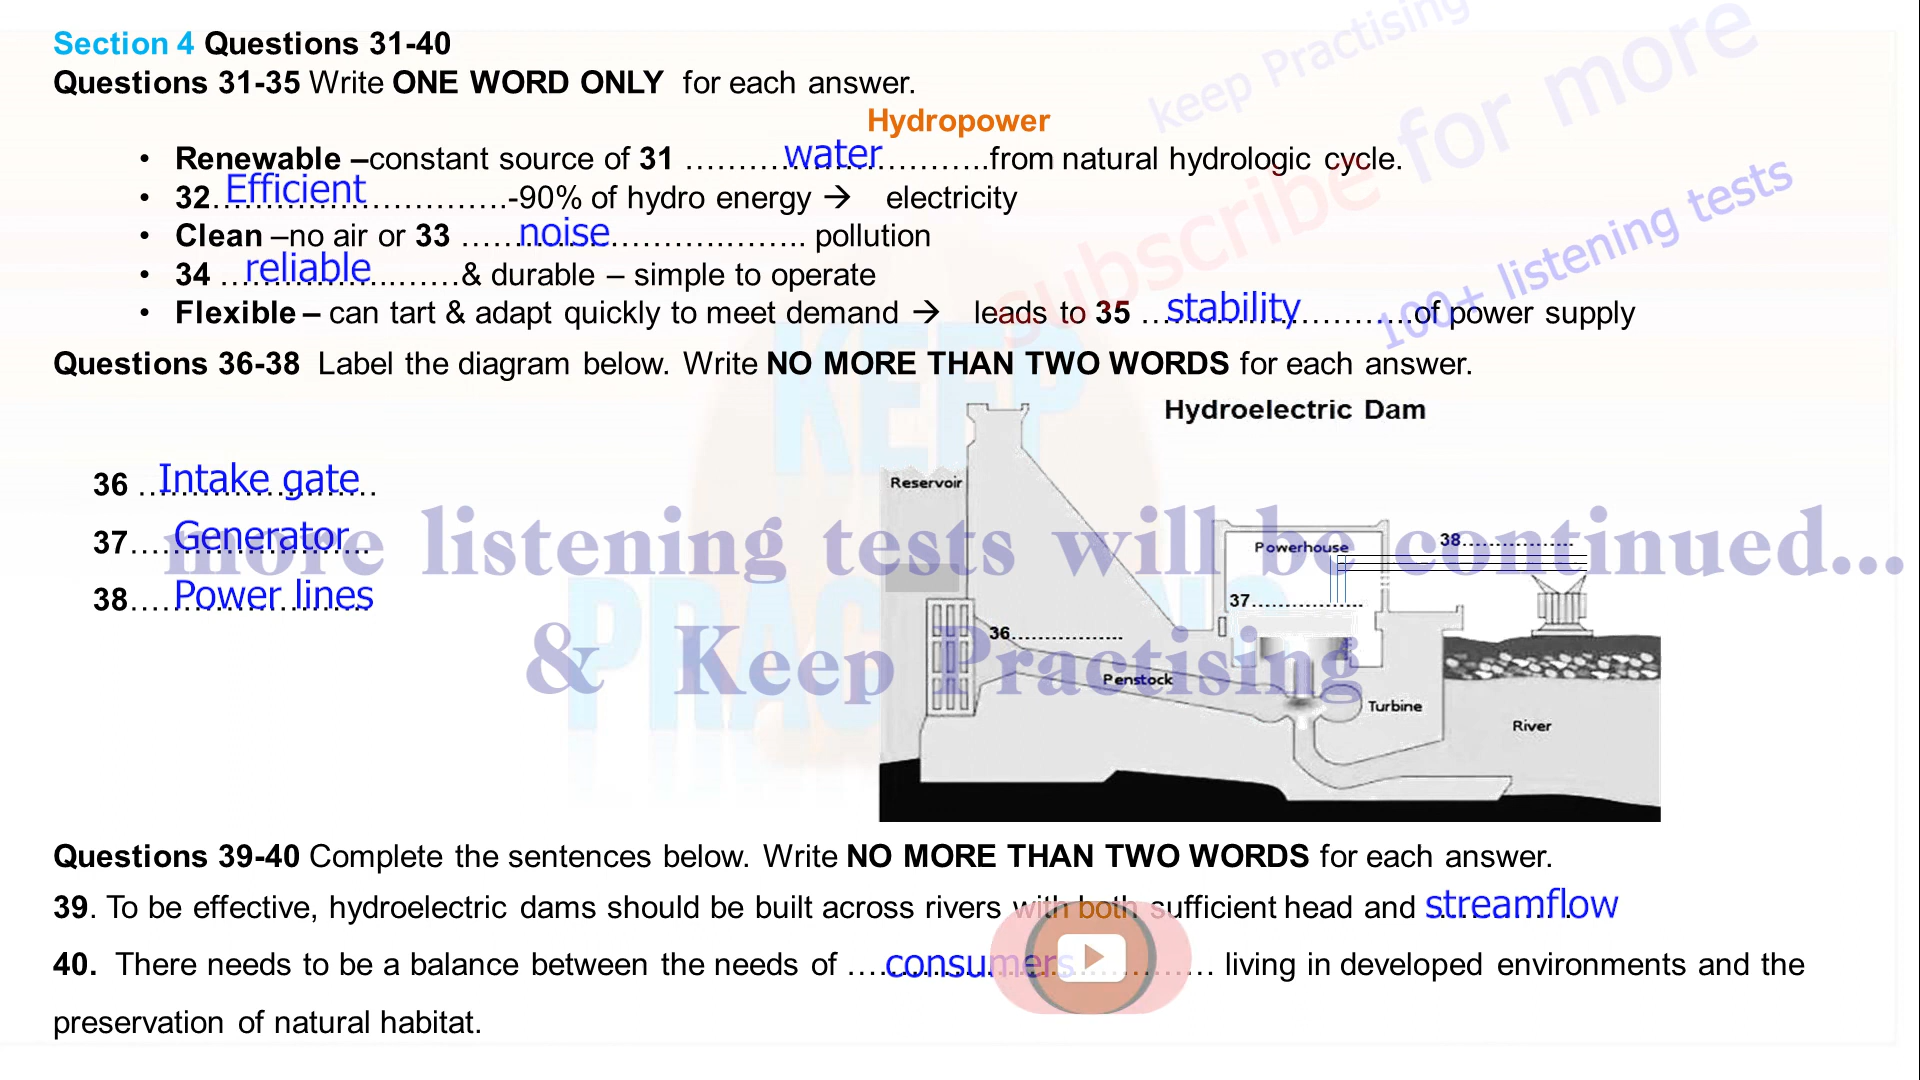 Section 4 Questions 31-40
Questions 31-35 Write ONE WORD ONLY for each answer.
Hydropower
• Renewable –constant source of 31 ………water……….from natural hydrologic cycle.
• 32.Efficient……….-90% of hydro energy → electricity
• Clean –no air or 33 ……noise………….. pollution
• 34 …reliable……& durable – simple to operate
• Flexible – can tart & adapt quickly to meet demand → leads to 35 …stability………of power supply
Questions 36-38 Label the diagram below. Write NO MORE THAN TWO WORDS for each answer.
Hydroelectric Dam
36 …Intake gate…
37….Generator…
38….Power lines
Reservoir
Powerhouse
38..................
37..................
36..................
Penstock
Turbine
River
Questions 39-40 Complete the sentences below. Write NO MORE THAN TWO WORDS for each answer.
39. To be effective, hydroelectric dams should be built across rivers with both sufficient head and streamflow
40. There needs to be a balance between the needs of ….consumers………… living in developed environments and the
preservation of natural habitat.
keep Practising
subscribe for more
100+ listening tests
more listening tests will be continued...
& Keep Practising
KEEP
PRACTISING